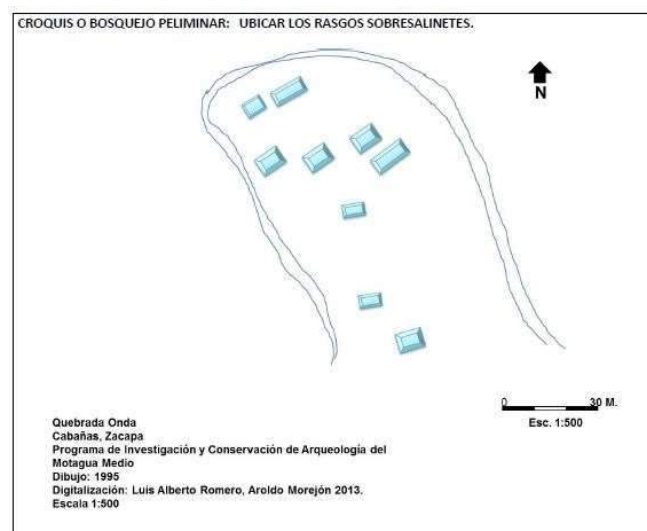 CROQUIS O BOSQUEJO PELIMINAR: UBICAR LOS RASGOS SOBRESALINETES.
N
0 30 M.
Esc. 1:500
Quebrada Onda
Cabañas, Zacapa
Programa de Investigación y Conservación de Arqueología del
Motagua Medio
Dibujo: 1995
Digitalización: Luis Alberto Romero, Aroldo Morejón 2013.
Escala 1:500